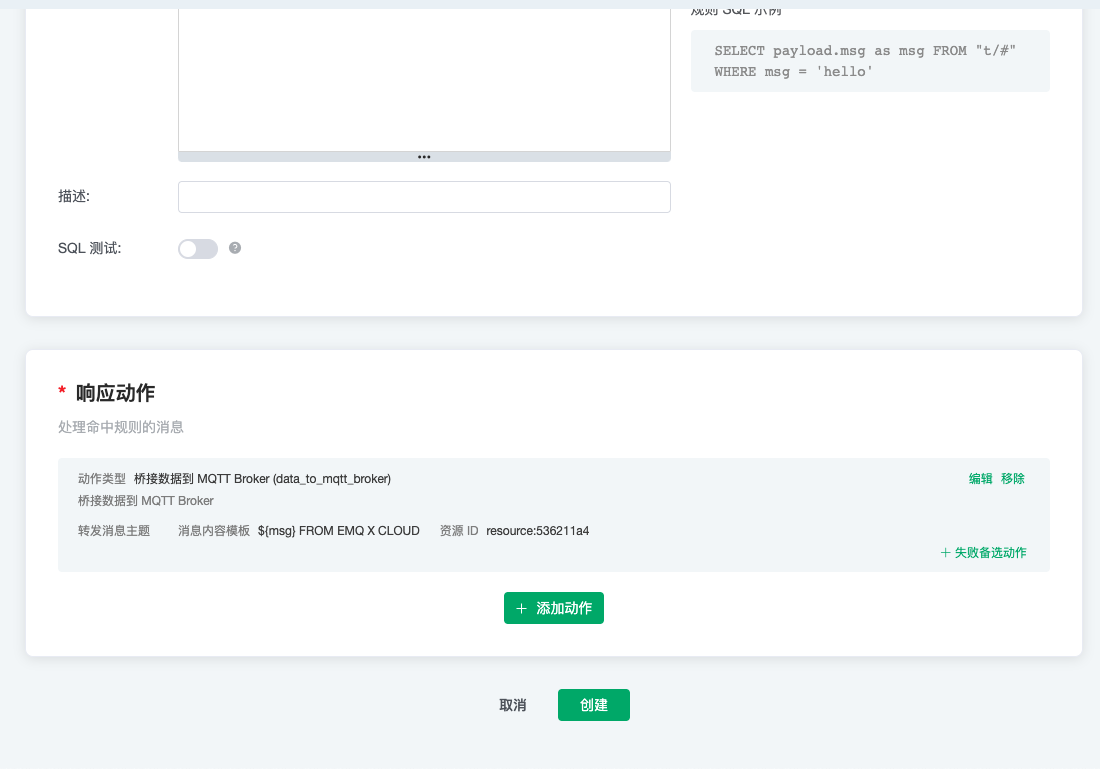 规则 SQL 示例
SELECT payload.msg as msg FROM "t/#"
WHERE msg = 'hello'
描述:
SQL 测试:
* 响应动作
处理命中规则的消息
动作类型 桥接数据到 MQTT Broker (data_to_mqtt_broker) 编辑 移除
桥接数据到 MQTT Broker
转发消息主题 消息内容模板 ${msg} FROM EMQ X CLOUD 资源 ID resource:536211a4
+ 失败备选动作
+ 添加动作
取消 创建